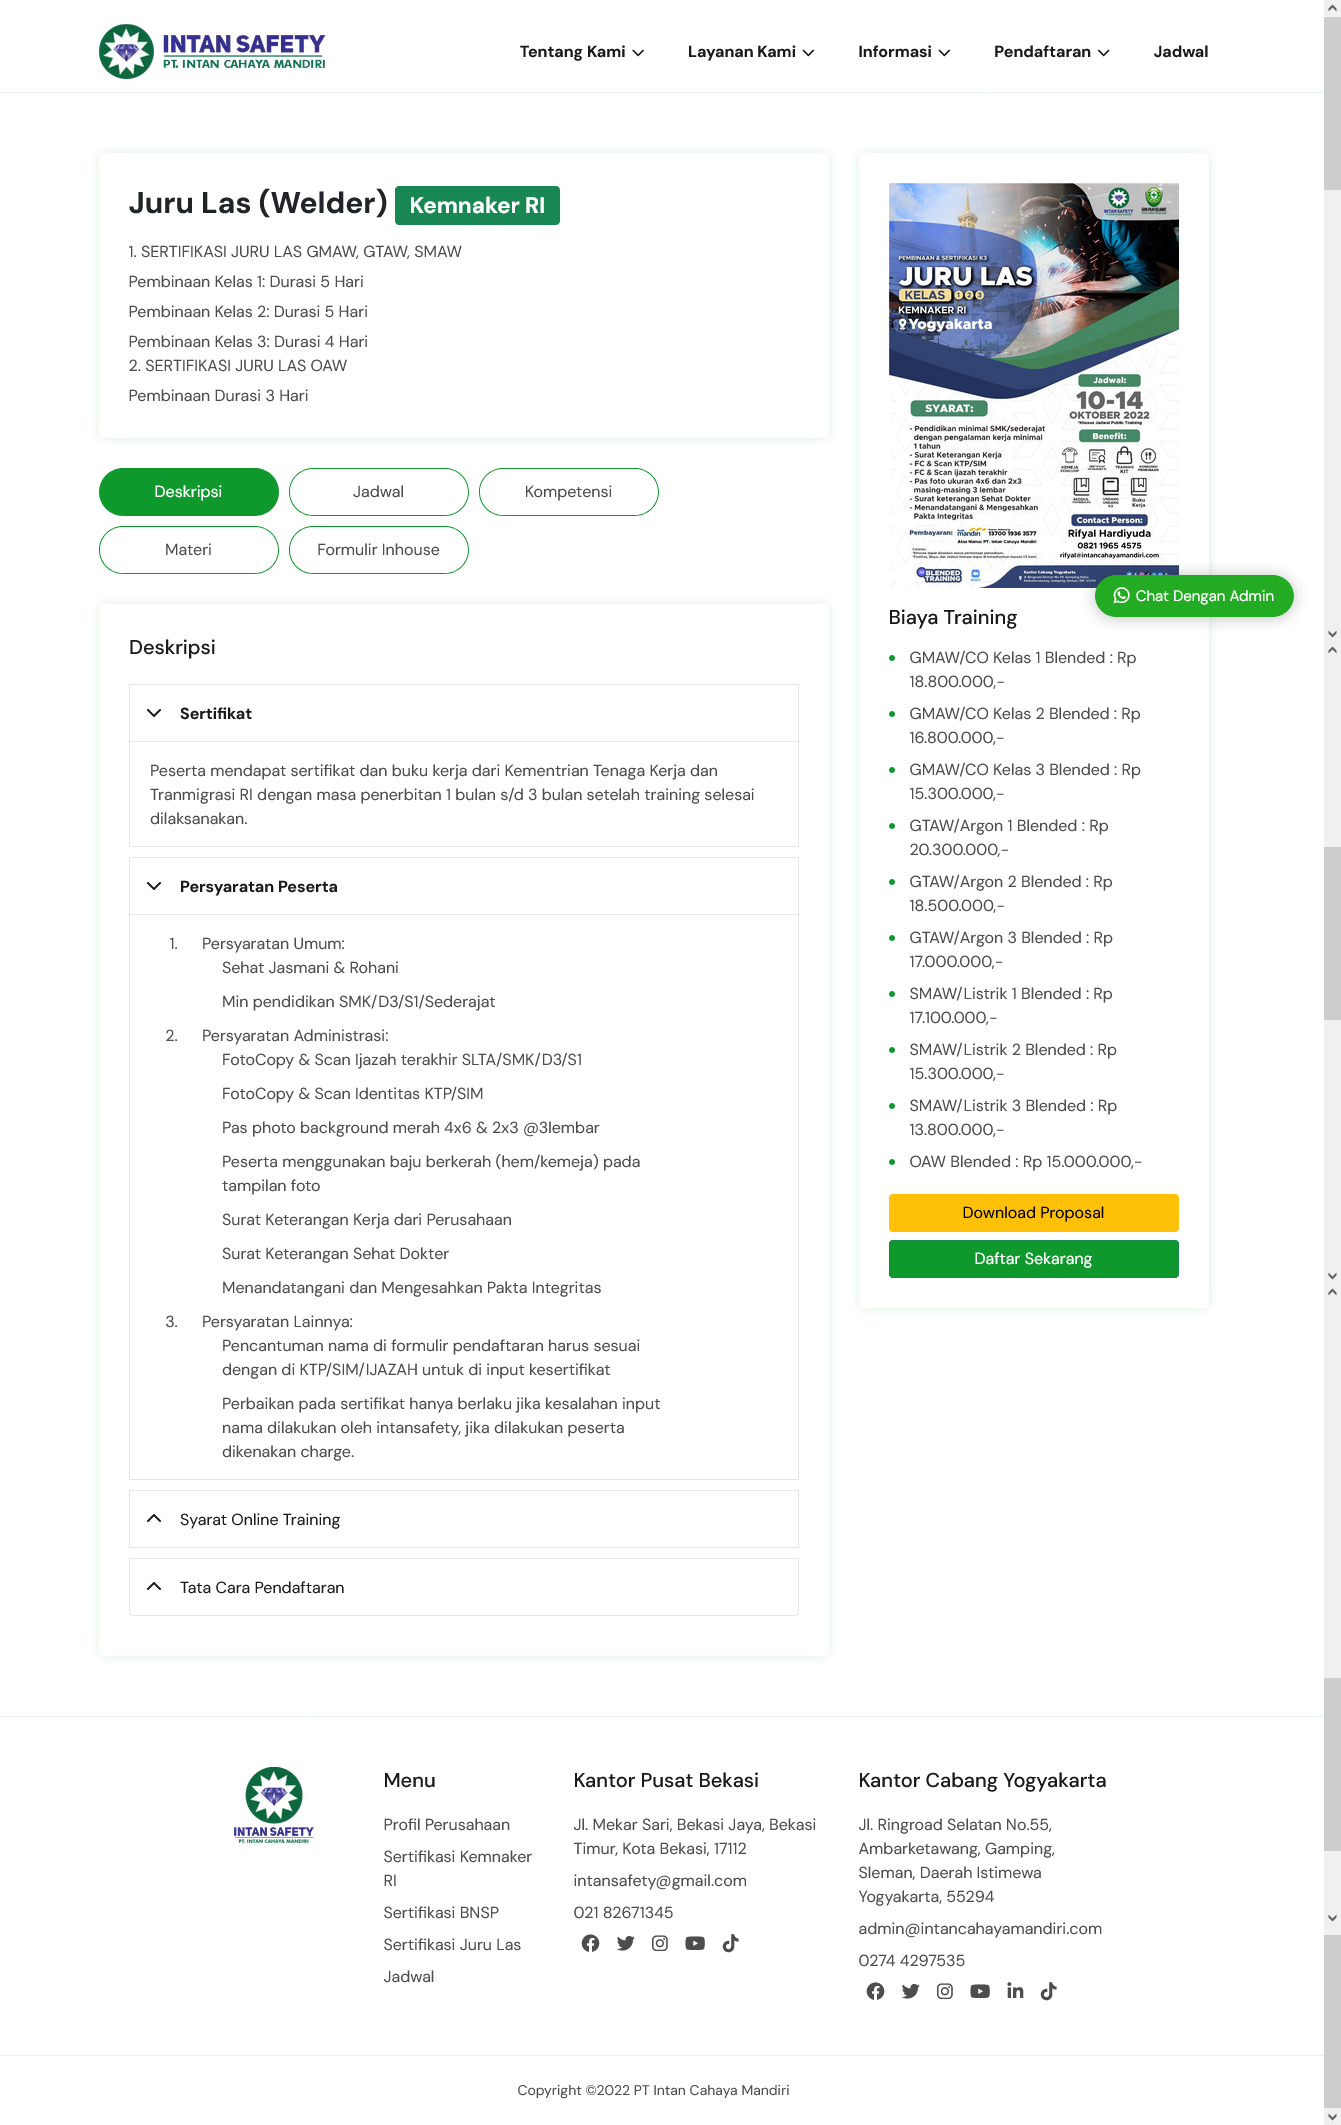 INTAN SAFETY
PT. INTAN CAHAYA MANDIRI
Tentang Kami
Layanan Kami
Informasi
Pendaftaran
Jadwal
Juru Las (Welder) Kemnaker RI
1. SERTIFIKASI JURU LAS GMAW, GTAW, SMAW
Pembinaan Kelas 1: Durasi 5 Hari
Pembinaan Kelas 2: Durasi 5 Hari
Pembinaan Kelas 3: Durasi 4 Hari
2. SERTIFIKASI JURU LAS OAW
Pembinaan Durasi 3 Hari
Deskripsi
Jadwal
Kompetensi
Materi
Formulir Inhouse
Deskripsi
Sertifikat
Peserta mendapat sertifikat dan buku kerja dari Kementrian Tenaga Kerja dan
Tranmigrasi RI dengan masa penerbitan 1 bulan s/d 3 bulan setelah training selesai
dilaksanakan.
Persyaratan Peserta
1. Persyaratan Umum:
Sehat Jasmani & Rohani
Min pendidikan SMK/D3/S1/Sederajat
2. Persyaratan Administrasi:
FotoCopy & Scan Ijazah terakhir SLTA/SMK/D3/S1
FotoCopy & Scan Identitas KTP/SIM
Pas photo background merah 4x6 & 2x3 @3lembar
Peserta menggunakan baju berkerah (hem/kemeja) pada
tampilan foto
Surat Keterangan Kerja dari Perusahaan
Surat Keterangan Sehat Dokter
Menandatangani dan Mengesahkan Pakta Integritas
3. Persyaratan Lainnya:
Pencantuman nama di formulir pendaftaran harus sesuai
dengan di KTP/SIM/IJAZAH untuk di input kesertifikat
Perbaikan pada sertifikat hanya berlaku jika kesalahan input
nama dilakukan oleh intansafety, jika dilakukan peserta
dikenakan charge.
Syarat Online Training
Tata Cara Pendaftaran
INTAN SAFETY
PEMBINAAN & SERTIFIKASI K3
JURU LAS
KELAS 1 2 3
KEMNAKER RI
Yogyakarta
Jadwal:
10-14
OKTOBER 2022
*Khusus Jadwal Public Training
SYARAT:
- Pendidikan minimal SMK/sederajat
dengan pengalaman kerja minimal
1 tahun
- Surat Keterangan Kerja
- FC & Scan KTP/SIM
- FC & Scan ijazah terakhir
- Pas foto ukuran 4x6 dan 2x3
masing-masing 3 lembar
- Surat keterangan Sehat Dokter
- Menandatangani & Mengesahkan
Pakta Integritas
Benefit:
TRAINING
KIT
Buku
Kerja
Contact Person:
Rifyal Hardiyuda
0821 1965 4575
rifyal@intancahayamandiri.com
Pembayaran: mandiri 13700 1936 3577
Atas Nama: PT. Intan Cahaya Mandiri
BLENDED
TRAINING
Kantor Cabang Yogyakarta
Chat Dengan Admin
Biaya Training
GMAW/CO Kelas 1 Blended : Rp
18.800.000,-
GMAW/CO Kelas 2 Blended : Rp
16.800.000,-
GMAW/CO Kelas 3 Blended : Rp
15.300.000,-
GTAW/Argon 1 Blended : Rp
20.300.000,-
GTAW/Argon 2 Blended : Rp
18.500.000,-
GTAW/Argon 3 Blended : Rp
17.000.000,-
SMAW/Listrik 1 Blended : Rp
17.100.000,-
SMAW/Listrik 2 Blended : Rp
15.300.000,-
SMAW/Listrik 3 Blended : Rp
13.800.000,-
OAW Blended : Rp 15.000.000,-
Download Proposal
Daftar Sekarang
INTAN SAFETY
PT. INTAN CAHAYA MANDIRI
Menu
Profil Perusahaan
Sertifikasi Kemnaker
RI
Sertifikasi BNSP
Sertifikasi Juru Las
Jadwal
Kantor Pusat Bekasi
Jl. Mekar Sari, Bekasi Jaya, Bekasi
Timur, Kota Bekasi, 17112
intansafety@gmail.com
021 82671345
Kantor Cabang Yogyakarta
Jl. Ringroad Selatan No.55,
Ambarketawang, Gamping,
Sleman, Daerah Istimewa
Yogyakarta, 55294
admin@intancahayamandiri.com
0274 4297535
Copyright ©2022 PT Intan Cahaya Mandiri